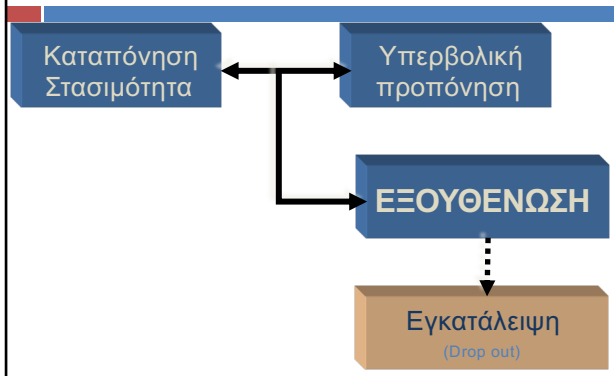 Καταπόνηση
Στασιμότητα
Υπερβολική
προπόνηση
ΕΞΟΥΘΕΝΩΣΗ
Εγκατάλειψη
(Drop out)